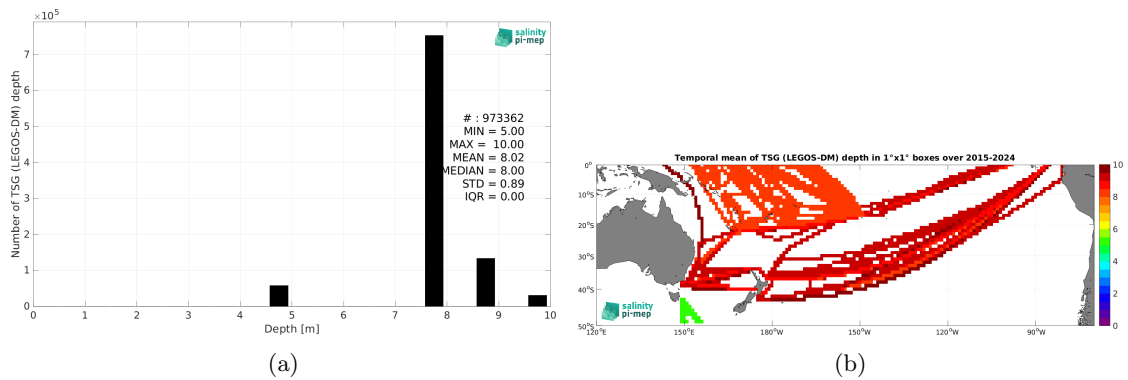 ×10⁵
7
6
5
4
3
2
1
0
Number of TSG (LEGOS-DM) depth
salinity
pi-mep
# : 973362
MIN = 5.00
MAX = 10.00
MEAN = 8.02
MEDIAN = 8.00
STD = 0.89
IQR = 0.00
0 1 2 3 4 5 6 7 8 9 10
Depth [m]
(a)
Temporal mean of TSG (LEGOS-DM) depth in 1°x1° boxes over 2015-2024
0°
10°S
20°S
30°S
40°S
50°S
120°E 150°E 180°W 150°W 120°W 90°W
salinity
pi-mep
10
8
6
4
2
0
(b)